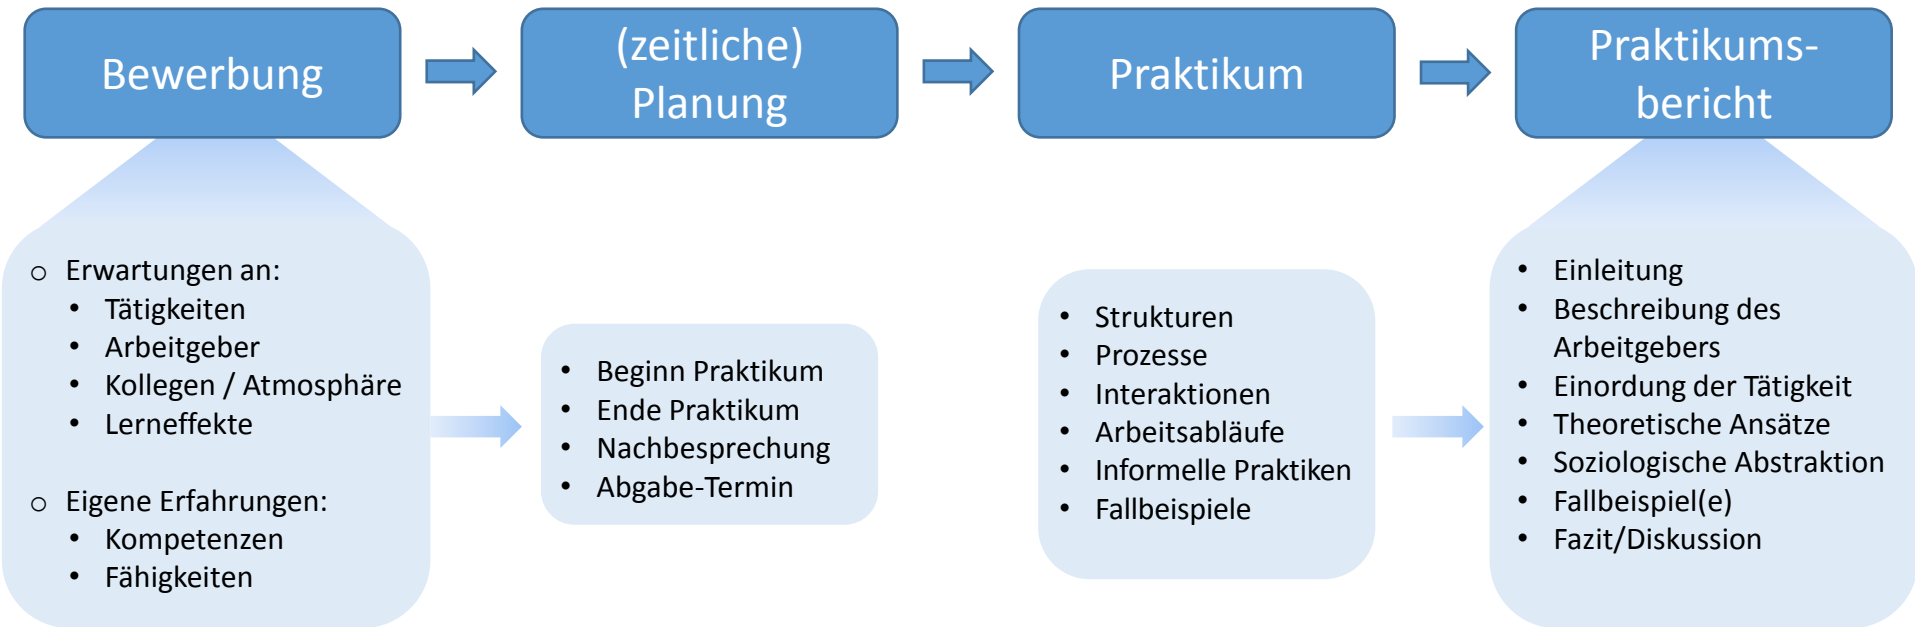 Bewerbung
(zeitliche)
Planung
Praktikum
Praktikums-
bericht
o Erwartungen an:
• Tätigkeiten
• Arbeitgeber
• Kollegen / Atmosphäre
• Lerneffekte
o Eigene Erfahrungen:
• Kompetenzen
• Fähigkeiten
• Beginn Praktikum
• Ende Praktikum
• Nachbesprechung
• Abgabe-Termin
• Strukturen
• Prozesse
• Interaktionen
• Arbeitsabläufe
• Informelle Praktiken
• Fallbeispiele
• Einleitung
• Beschreibung des
Arbeitgebers
• Einordung der Tätigkeit
• Theoretische Ansätze
• Soziologische Abstraktion
• Fallbeispiel(e)
• Fazit/Diskussion